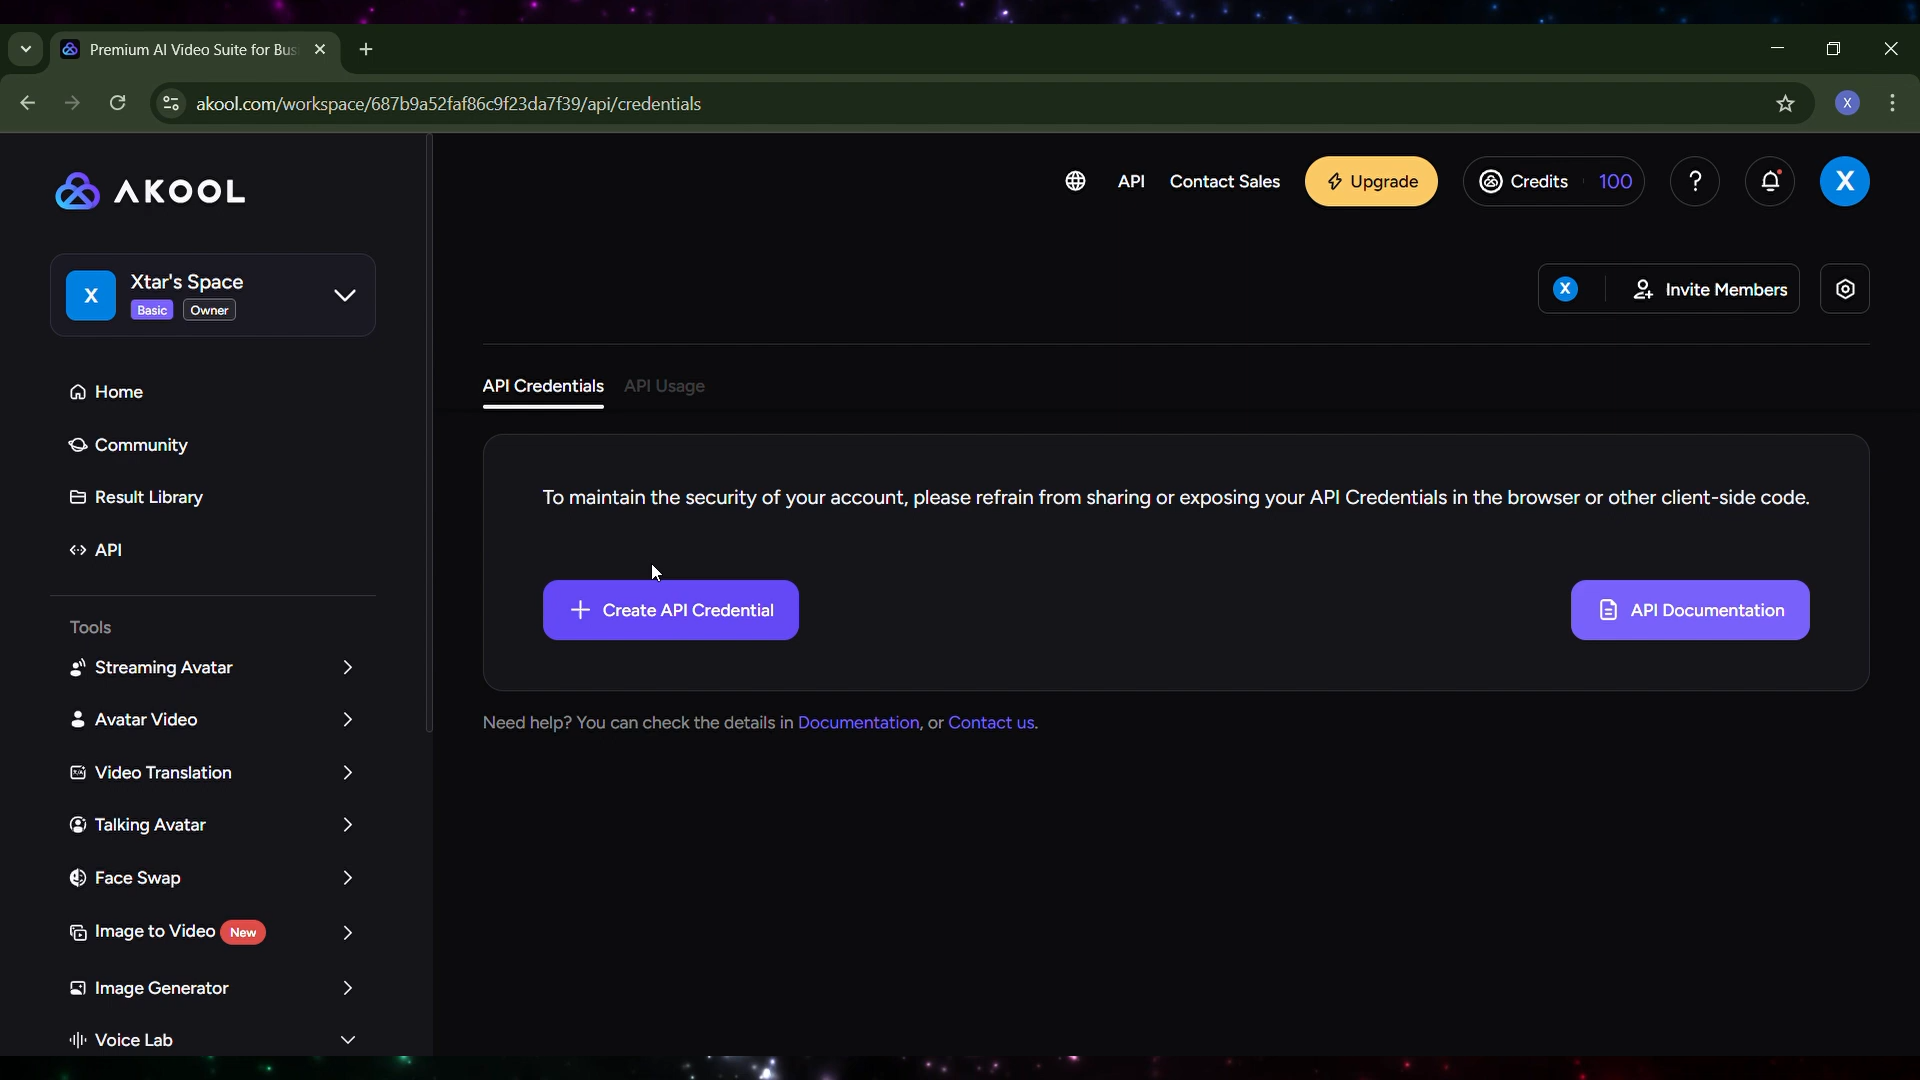 Premium AI Video Suite for Bus
akool.com/workspace/687b9a52faf86c9f23da7f39/api/credentials
X
AKOOL
API
Contact Sales
Upgrade
Credits
100
?
X
X
Xtar's Space
Basic
Owner
X
Invite Members
Home
Community
Result Library
API
Tools
Streaming Avatar
Avatar Video
Video Translation
Talking Avatar
Face Swap
Image to Video New
Image Generator
Voice Lab
API Credentials
API Usage
To maintain the security of your account, please refrain from sharing or exposing your API Credentials in the browser or other client-side code.
Create API Credential
API Documentation
Need help? You can check the details in Documentation, or Contact us.